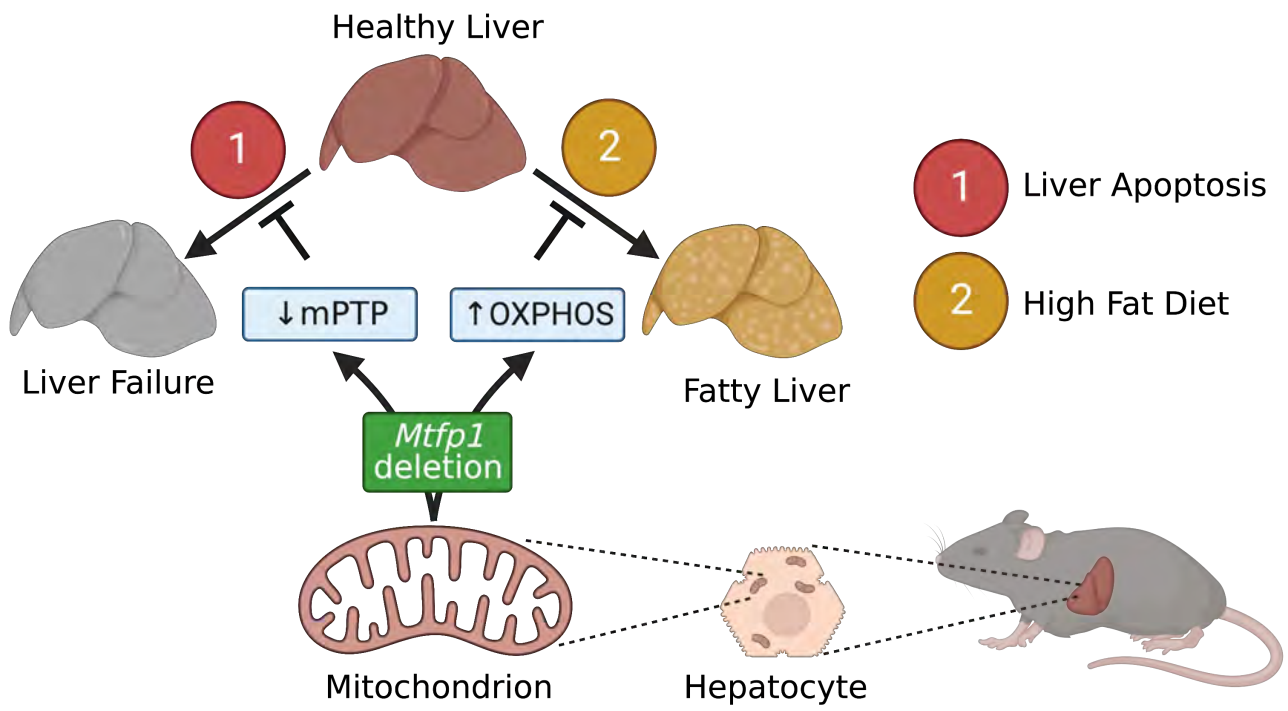 Healthy Liver
1
2
1
Liver Apoptosis
2
High Fat Diet
↓mPTP
↑OXPHOS
Liver Failure
Fatty Liver
Mtfp1
deletion
Mitochondrion
Hepatocyte